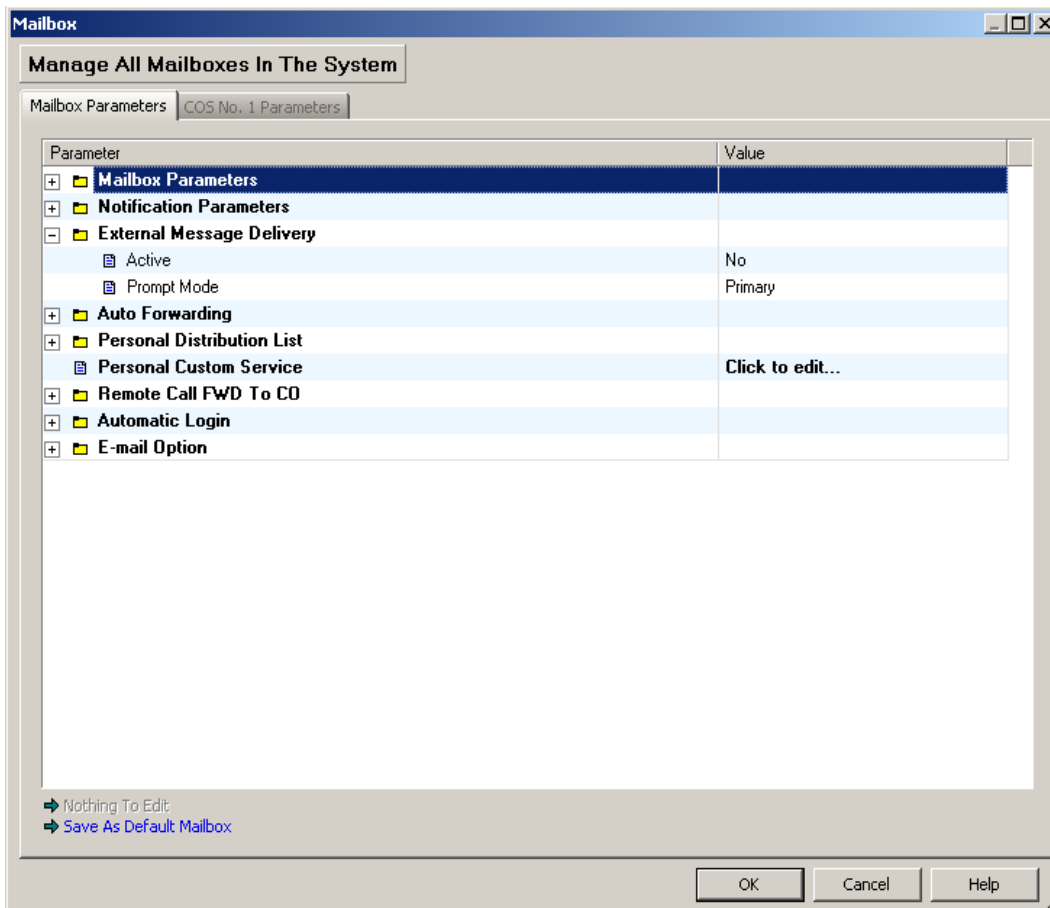 Mailbox
Manage All Mailboxes In The System
Mailbox Parameters COS No. 1 Parameters
Parameter Value
Mailbox Parameters
Notification Parameters
External Message Delivery
Active No
Prompt Mode Primary
Auto Forwarding
Personal Distribution List
Personal Custom Service Click to edit...
Remote Call FWD To CO
Automatic Login
E-mail Option
Nothing To Edit
Save As Default Mailbox
OK Cancel Help